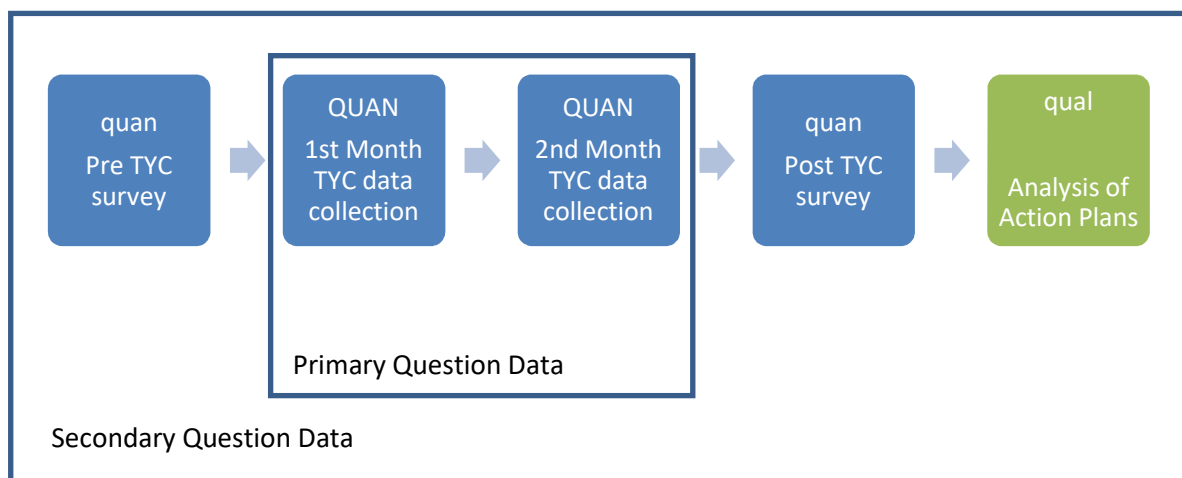 quan
Pre TYC
survey
QUAN
1st Month
TYC data
collection
QUAN
2nd Month
TYC data
collection
quan
Post TYC
survey
qual
Analysis of
Action Plans
Primary Question Data
Secondary Question Data